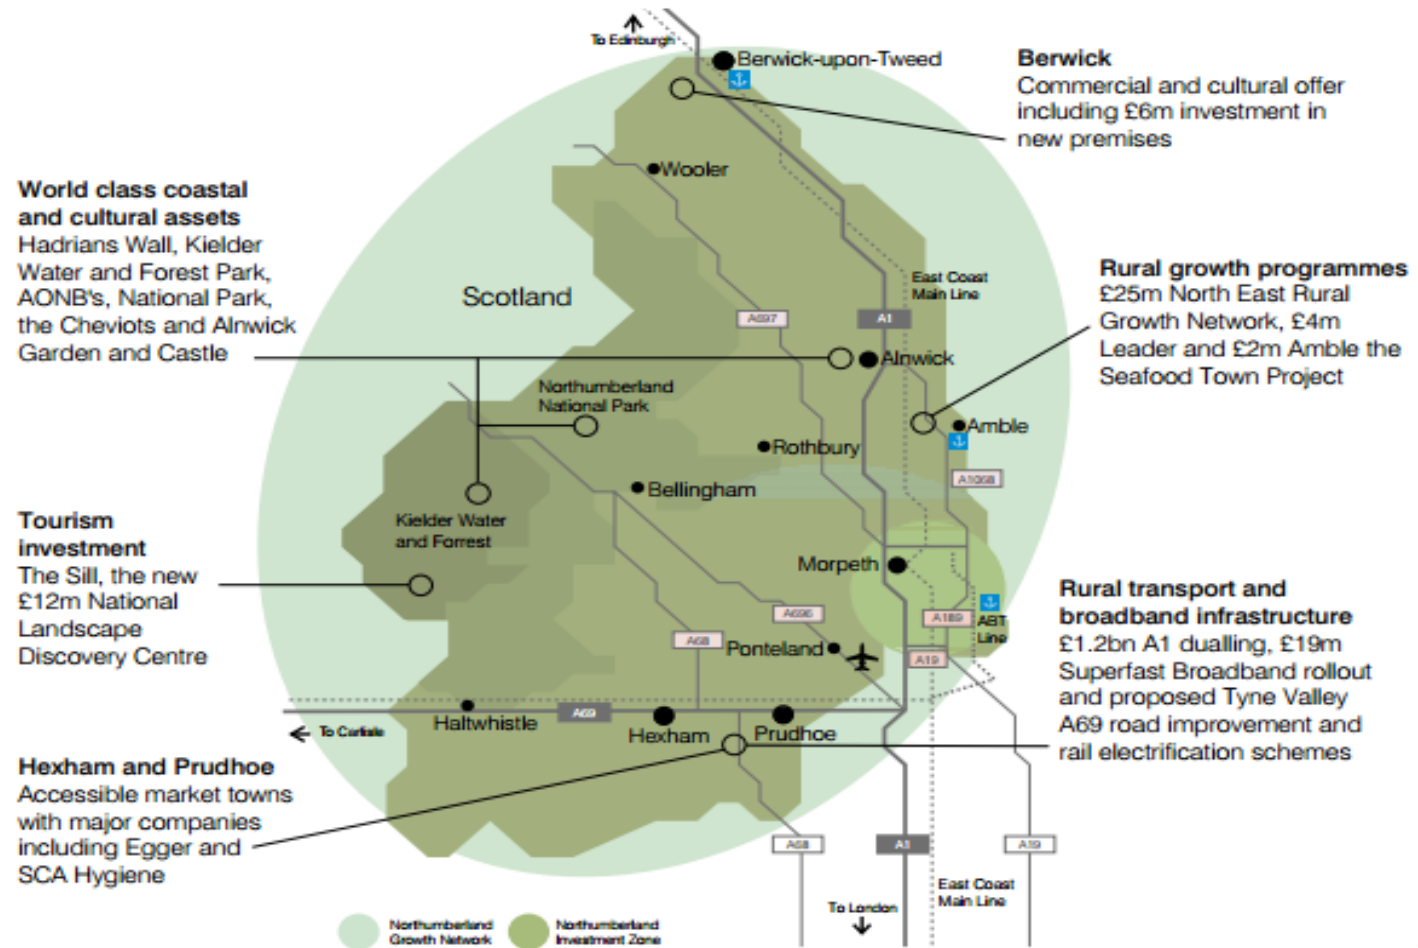 To Edinburgh
Berwick-upon-Tweed
Berwick
Commercial and cultural offer
including £6m investment in
new premises
Wooler
World class coastal
and cultural assets
Hadrians Wall, Kielder
Water and Forest Park,
AONB's, National Park,
the Cheviots and Alnwick
Garden and Castle
Scotland
East Coast
Main Line
Rural growth programmes
£25m North East Rural
Growth Network, £4m
Leader and £2m Amble the
Seafood Town Project
A697
A1
Alnwick
Northumberland
National Park
Amble
Rothbury
A1068
Bellingham
Kielder Water
and Forrest
Tourism
investment
The Sill, the new
£12m National
Landscape
Discovery Centre
Morpeth
Rural transport and
broadband infrastructure
£1.2bn A1 dualling, £19m
Superfast Broadband rollout
and proposed Tyne Valley
A69 road improvement and
rail electrification schemes
A696
A189
ABT
Line
A68
Ponteland
A19
Haltwhistle
A69
Hexham
Prudhoe
To Carlisle
Hexham and Prudhoe
Accessible market towns
with major companies
including Egger and
SCA Hygiene
A68
A1
A19
East Coast
Main Line
To London
Northumberland
Growth Network
Northumberland
Investment Zone